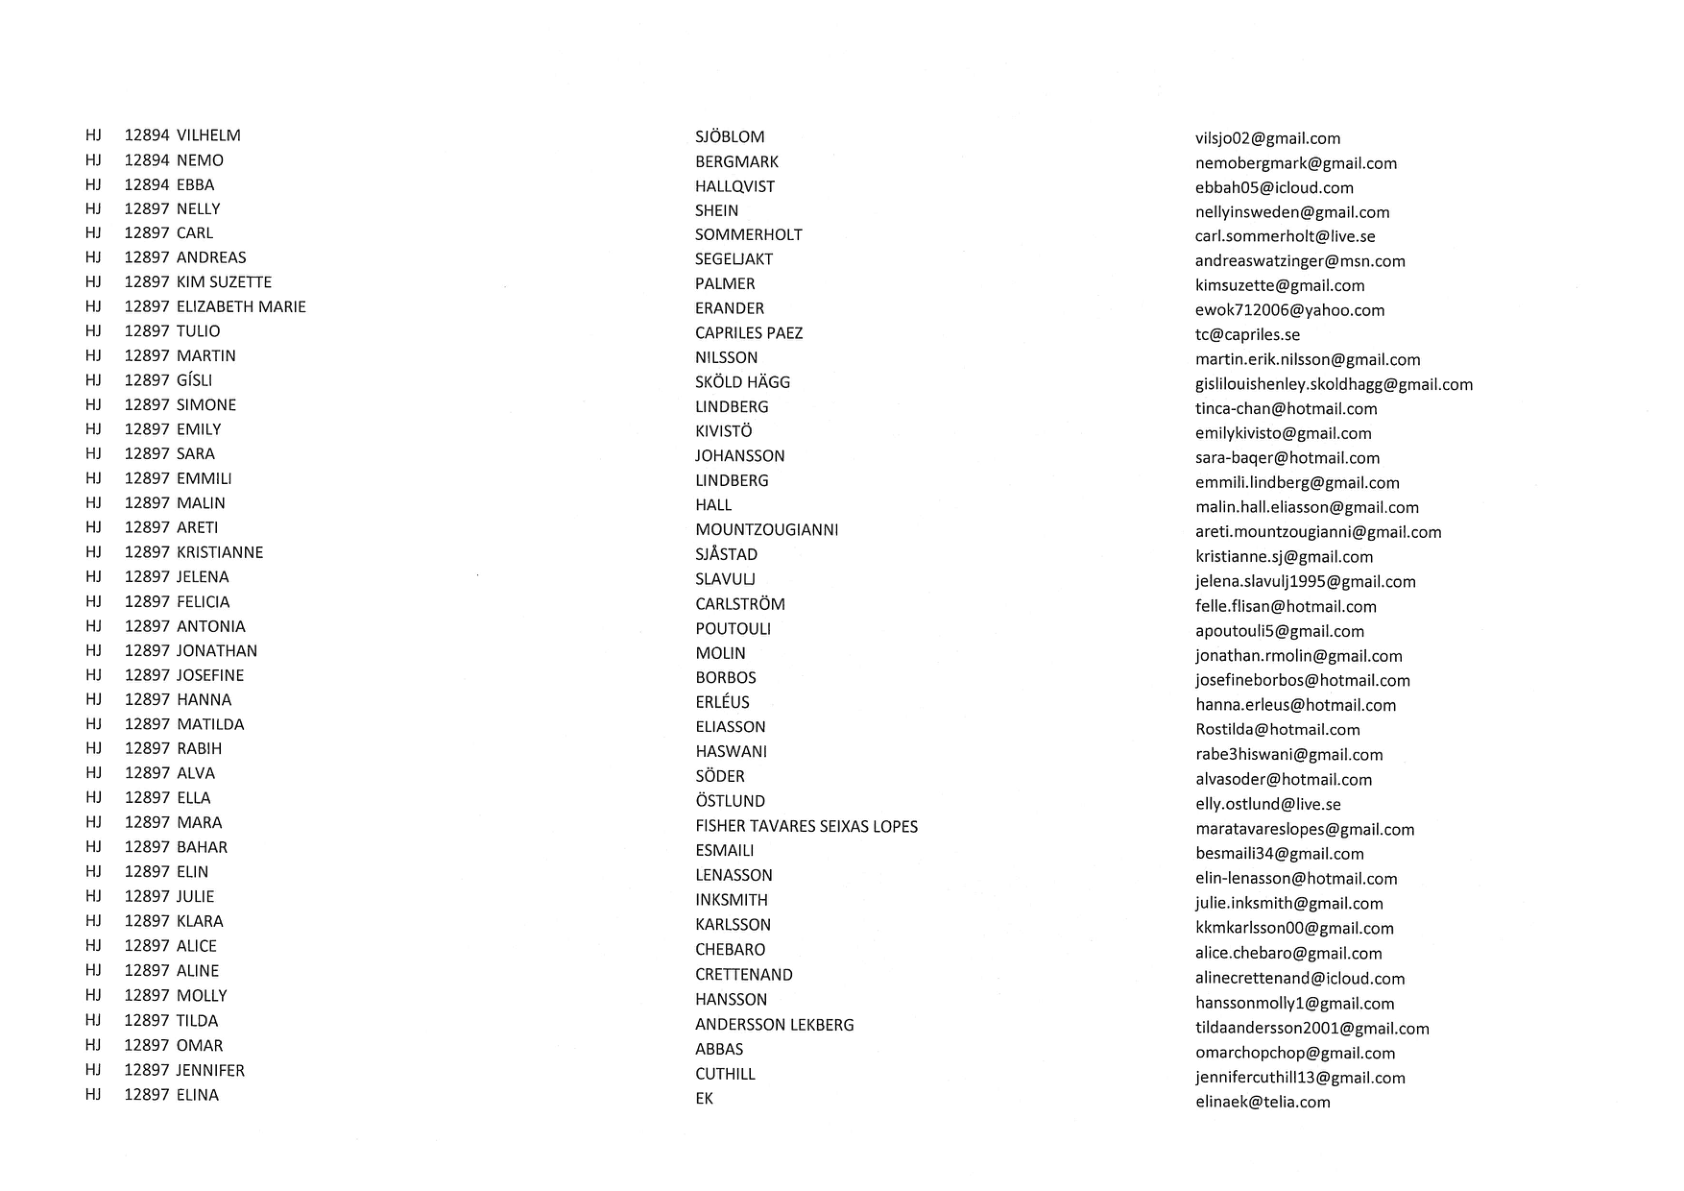 HJ 12894 VILHELM SJÖBLOM vilsjo02@gmail.com
HJ 12894 NEMO BERGMARK nemobergmark@gmail.com
HJ 12894 EBBA HALLQVIST ebbah05@icloud.com
HJ 12897 NELLY SHEIN nellyinsweden@gmail.com
HJ 12897 CARL SOMMERHOLT carl.sommerholt@live.se
HJ 12897 ANDREAS SEGELJAKT andreaswatzinger@msn.com
HJ 12897 KIM SUZETTE PALMER kimsuzette@gmail.com
HJ 12897 ELIZABETH MARIE ERANDER ewok712006@yahoo.com
HJ 12897 TULIO CAPRILES PAEZ tc@capriles.se
HJ 12897 MARTIN NILSSON martin.erik.nilsson@gmail.com
HJ 12897 GÍSLI SKÖLD HÄGG gislilouishenley.skoldhagg@gmail.com
HJ 12897 SIMONE LINDBERG tinca-chan@hotmail.com
HJ 12897 EMILY KIVISTÖ emilykivisto@gmail.com
HJ 12897 SARA JOHANSSON sara-baqer@hotmail.com
HJ 12897 EMMILI LINDBERG emmili.lindberg@gmail.com
HJ 12897 MALIN HALL malin.hall.eliasson@gmail.com
HJ 12897 ARETI MOUNTZOUGIANNI areti.mountzougianni@gmail.com
HJ 12897 KRISTIANNE SJÅSTAD kristianne.sj@gmail.com
HJ 12897 JELENA SLAVULJ jelena.slavulj1995@gmail.com
HJ 12897 FELICIA CARLSTRÖM felle.flisan@hotmail.com
HJ 12897 ANTONIA POUTOULI apoutouli5@gmail.com
HJ 12897 JONATHAN MOLIN jonathan.rmolin@gmail.com
HJ 12897 JOSEFINE BORBOS josefineborbos@hotmail.com
HJ 12897 HANNA ERLÉUS hanna.erleus@hotmail.com
HJ 12897 MATILDA ELIASSON Rostilda@hotmail.com
HJ 12897 RABIH HASWANI rabe3hiswani@gmail.com
HJ 12897 ALVA SÖDER alvasoder@hotmail.com
HJ 12897 ELLA ÖSTLUND elly.ostlund@live.se
HJ 12897 MARA FISHER TAVARES SEIXAS LOPES maratavareslopes@gmail.com
HJ 12897 BAHAR ESMAILI besmaili34@gmail.com
HJ 12897 ELIN LENASSON elin-lenasson@hotmail.com
HJ 12897 JULIE INKSMITH julie.inksmith@gmail.com
HJ 12897 KLARA KARLSSON kkmkarlsson00@gmail.com
HJ 12897 ALICE CHEBARO alice.chebaro@gmail.com
HJ 12897 ALINE CRETTENAND alinecrettenand@icloud.com
HJ 12897 MOLLY HANSSON hanssonmolly1@gmail.com
HJ 12897 TILDA ANDERSSON LEKBERG tildaandersson2001@gmail.com
HJ 12897 OMAR ABBAS omarchopchop@gmail.com
HJ 12897 JENNIFER CUTHILL jennifercuthill13@gmail.com
HJ 12897 ELINA EK elinaek@telia.com